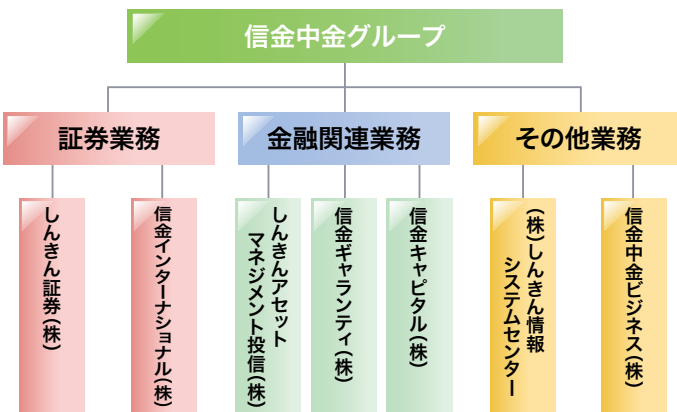 信金中金グループ
証券業務
金融関連業務
その他業務
しんきん証券(株)
信金インターナショナル(株)
しんきんアセット
マネジメント投信(株)
信金ギャランティ(株)
信金キャピタル(株)
(株)しんきん情報
システムセンター
信金中金ビジネス(株)